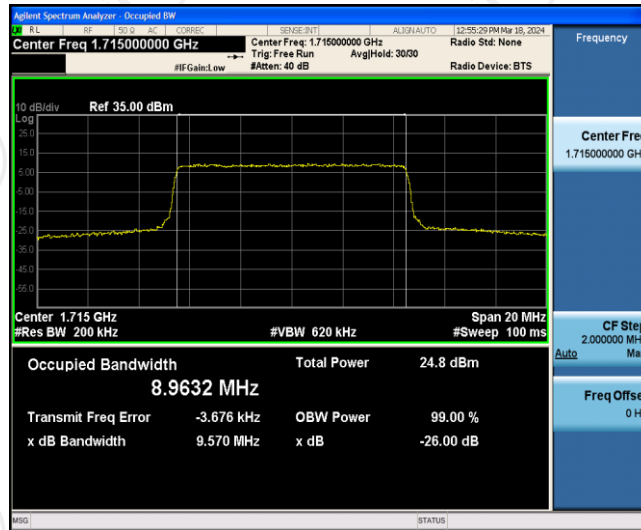 Agilent Spectrum Analyzer - Occupied BW
RL RF 50 Ω AC CORREC SENSE:INT ALIGNAUTO 12:55:29 PM Mar 18, 2024
Center Freq 1.715000000 GHz
Center Freq: 1.715000000 GHz
Radio Std: None
Trig: Free Run Avg|Hold: 30/30
#IFGain:Low #Atten: 40 dB Radio Device: BTS
10 dB/div Ref 35.00 dBm
Log
25.0
15.0
5.00
-5.00
-15.0
-25.0
-35.0
-45.0
-55.0
Center 1.715 GHz Span 20 MHz
#Res BW 200 kHz #VBW 620 kHz #Sweep 100 ms
Occupied Bandwidth Total Power 24.8 dBm
8.9632 MHz
Transmit Freq Error -3.676 kHz OBW Power 99.00 %
x dB Bandwidth 9.570 MHz x dB -26.00 dB
MSG STATUS
Frequency
Center Fre
1.715000000 GH
CF Step
2.000000 MH
Auto Ma
Freq Offse
0 H